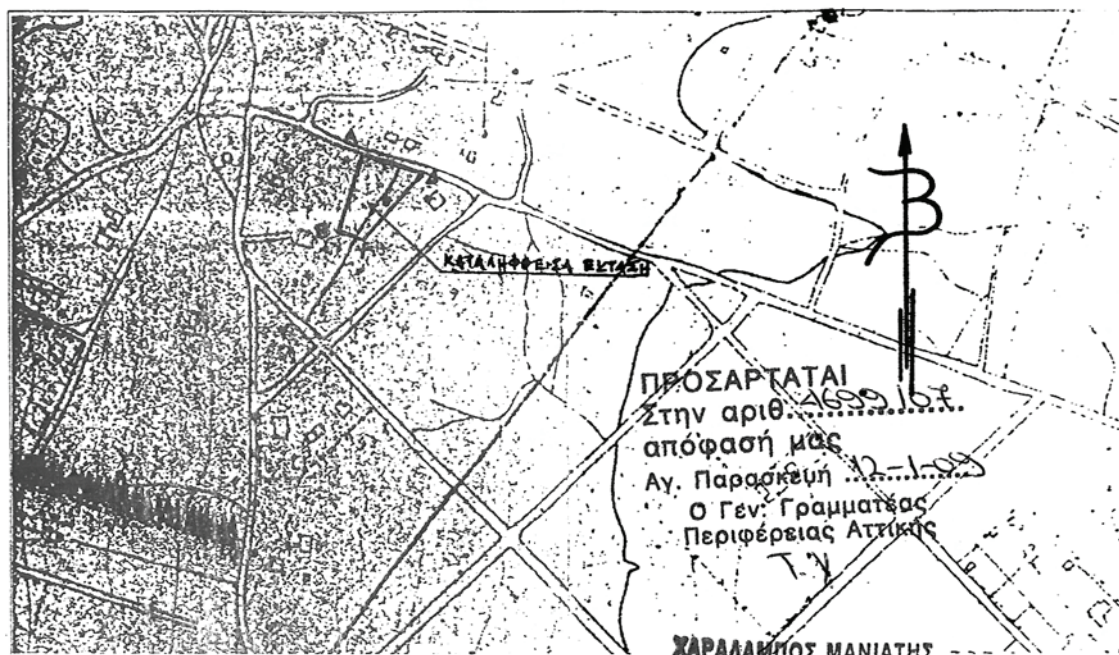 Β
ΚΑΤΑΛΗΦΘΕΙΣΑ ΕΚΤΑΣΗ
ΠΡΟΣΑΡΤΑΤΑΙ
Στην αριθ.
απόφασή μας
Αγ. Παρασκευή 12-1-09
Ο Γεν. Γραμματέας
Περιφέρειας Αττικής
Τ.Υ
ΧΑΡΑΛΑΜΠΟΣ ΜΑΝΙΑΤΗΣ